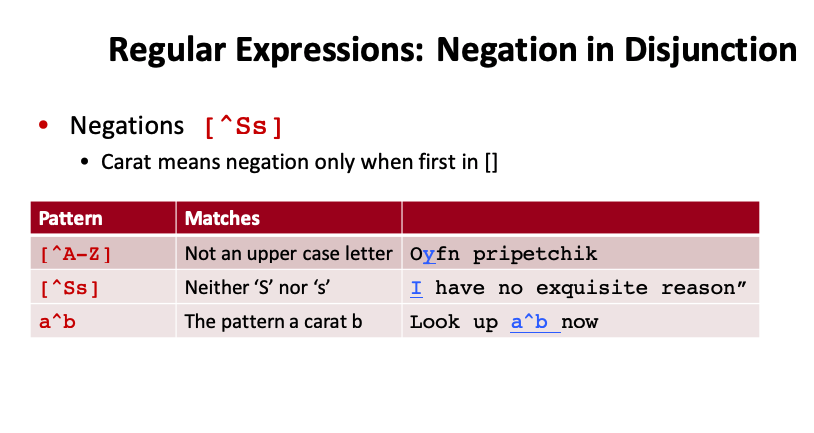 Regular Expressions: Negation in Disjunction
• Negations [^Ss]
• Carat means negation only when first in []
Pattern Matches
[^A-Z] Not an upper case letter Oyfn pripetchik
[^Ss] Neither ‘S’ nor ‘s’ I have no exquisite reason”
a^b The pattern a carat b Look up a^b now